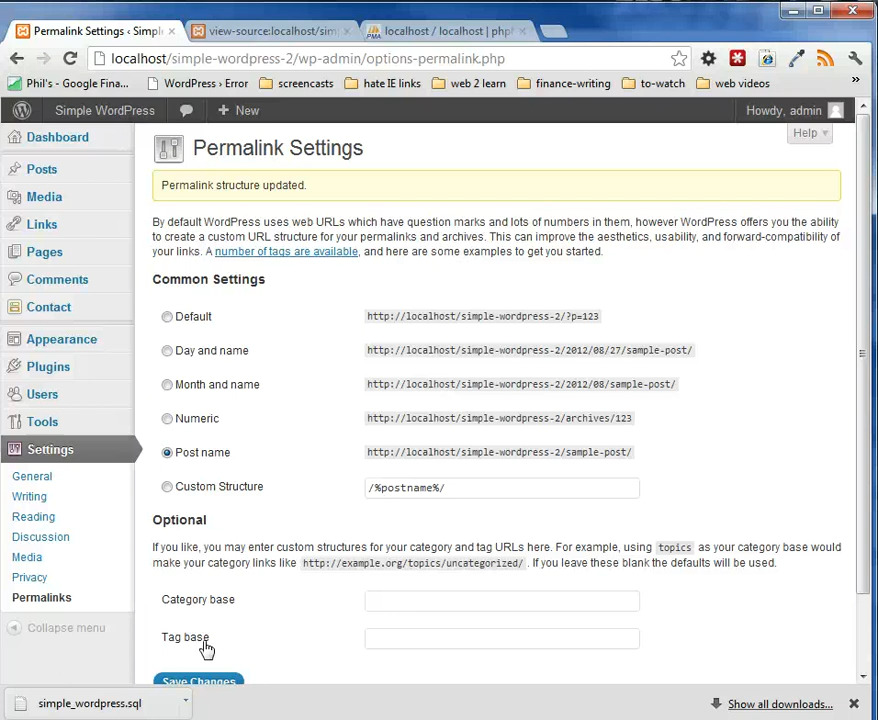 Permalink Settings ‹ Simpl
view-source:localhost/sim
localhost / localhost | php
localhost/simple-wordpress-2/wp-admin/options-permalink.php
Phil's - Google Fina...
WordPress › Error
screencasts
hate IE links
web 2 learn
finance-writing
to-watch
web videos
Simple WordPress
+ New
Howdy, admin
Dashboard
Posts
Media
Links
Pages
Comments
Contact
Appearance
Plugins
Users
Tools
Settings
General
Writing
Reading
Discussion
Media
Privacy
Permalinks
Collapse menu
Help
Permalink Settings
Permalink structure updated.
By default WordPress uses web URLs which have question marks and lots of numbers in them, however WordPress offers you the ability
to create a custom URL structure for your permalinks and archives. This can improve the aesthetics, usability, and forward-compatibility of
your links. A number of tags are available, and here are some examples to get you started.
Common Settings
Default http://localhost/simple-wordpress-2/?p=123
Day and name http://localhost/simple-wordpress-2/2012/08/27/sample-post/
Month and name http://localhost/simple-wordpress-2/2012/08/sample-post/
Numeric http://localhost/simple-wordpress-2/archives/123
Post name http://localhost/simple-wordpress-2/sample-post/
Custom Structure /%postname%/
Optional
If you like, you may enter custom structures for your category and tag URLs here. For example, using topics as your category base would
make your category links like http://example.org/topics/uncategorized/ . If you leave these blank the defaults will be used.
Category base
Tag base
Save Changes
simple_wordpress.sql
Show all downloads...